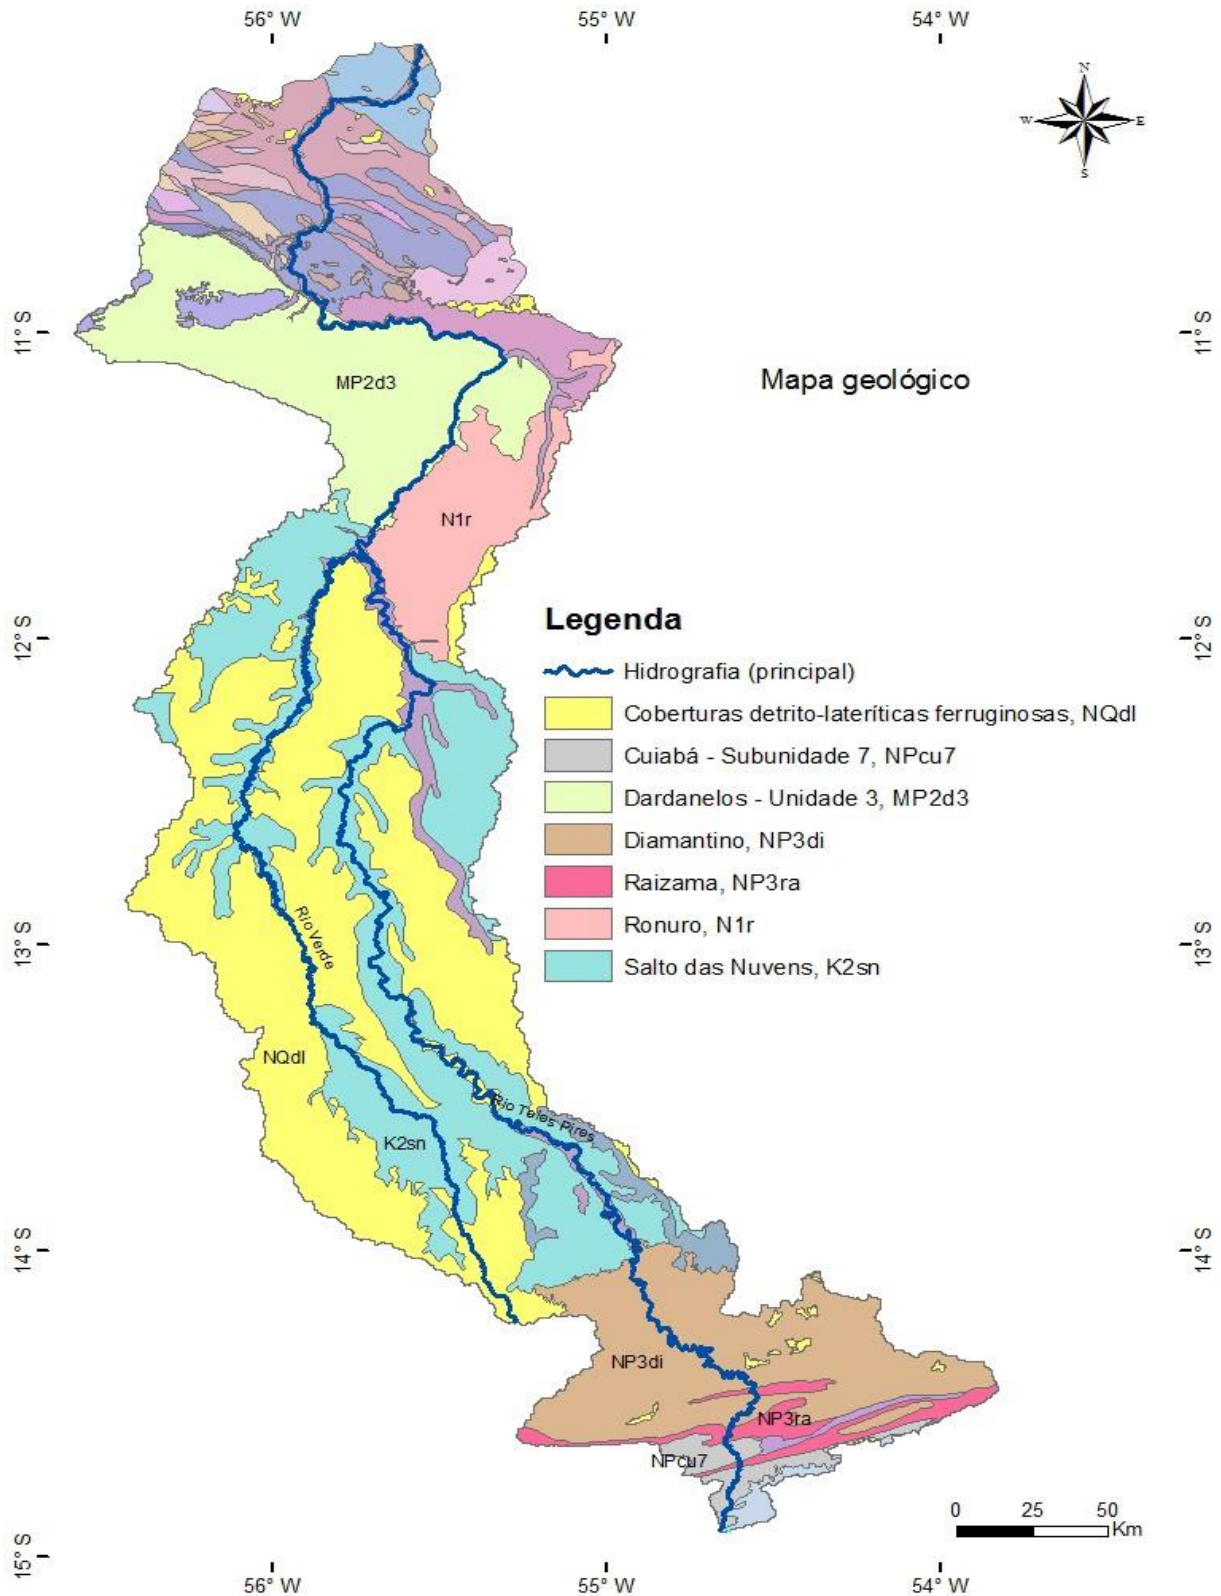 56° W 55° W 54° W
N
W E
S
11° S 11° S
Mapa geológico
MP2d3
N1r
Legenda
12° S 12° S
Hidrografia (principal)
Coberturas detrito-lateríticas ferruginosas, NQdl
Cuiabá - Subunidade 7, NPcu7
Dardanelos - Unidade 3, MP2d3
Diamantino, NP3di
Raizama, NP3ra
Ronuro, N1r
Salto das Nuvens, K2sn
Rio Verde
13° S 13° S
NQdl
Rio Teles Pires
K2sn
14° S 14° S
NP3di
NP3ra
NPcu7
0 25 50
Km
15° S 15° S
56° W 55° W 54° W